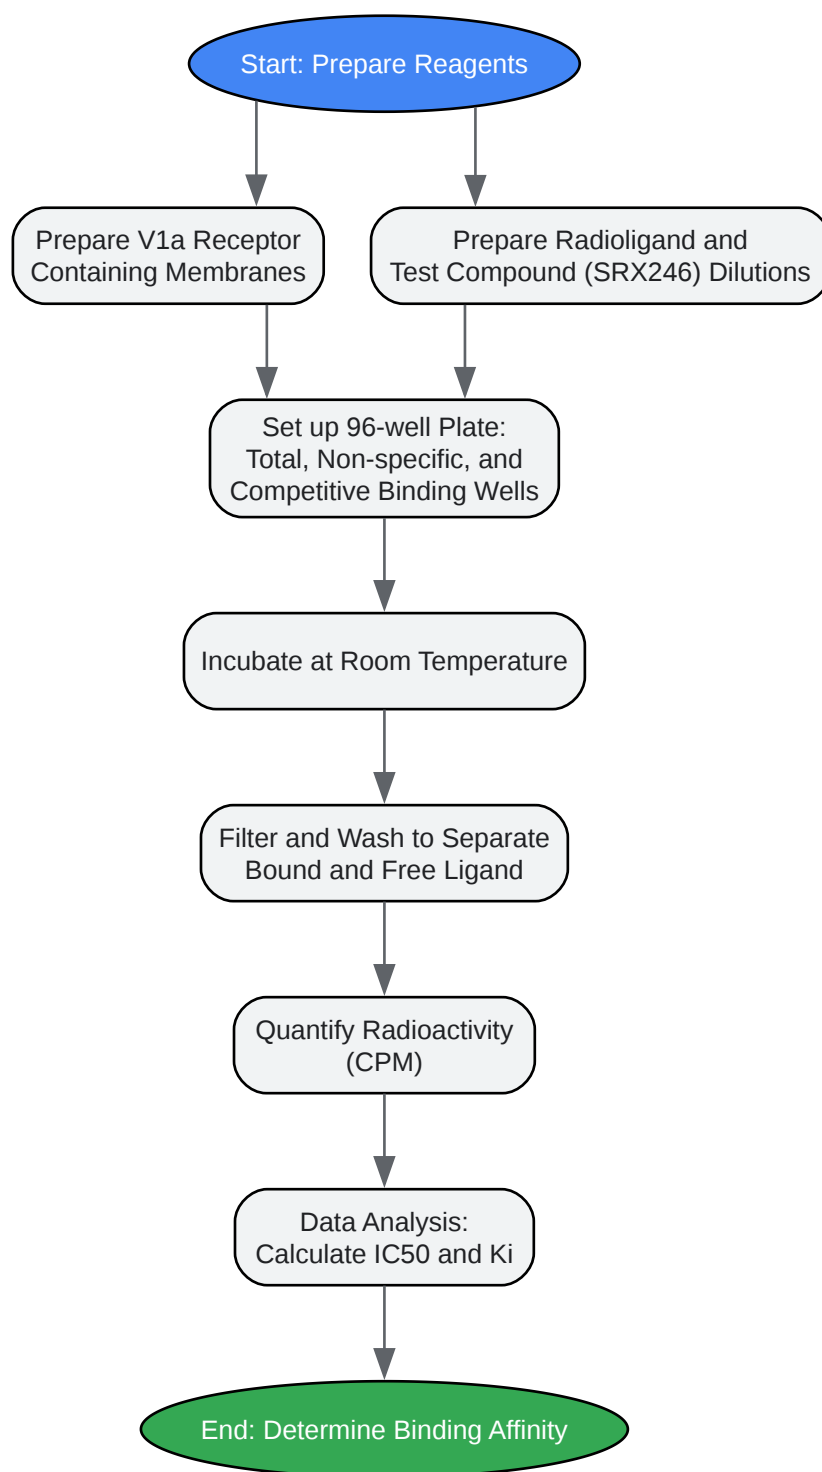 Start: Prepare Reagents
Prepare V1a Receptor
Containing Membranes
Prepare Radioligand and
Test Compound (SRX246) Dilutions
Set up 96-well Plate:
Total, Non-specific, and
Competitive Binding Wells
Incubate at Room Temperature
Filter and Wash to Separate
Bound and Free Ligand
Quantify Radioactivity
(CPM)
Data Analysis:
Calculate IC50 and Ki
End: Determine Binding Affinity